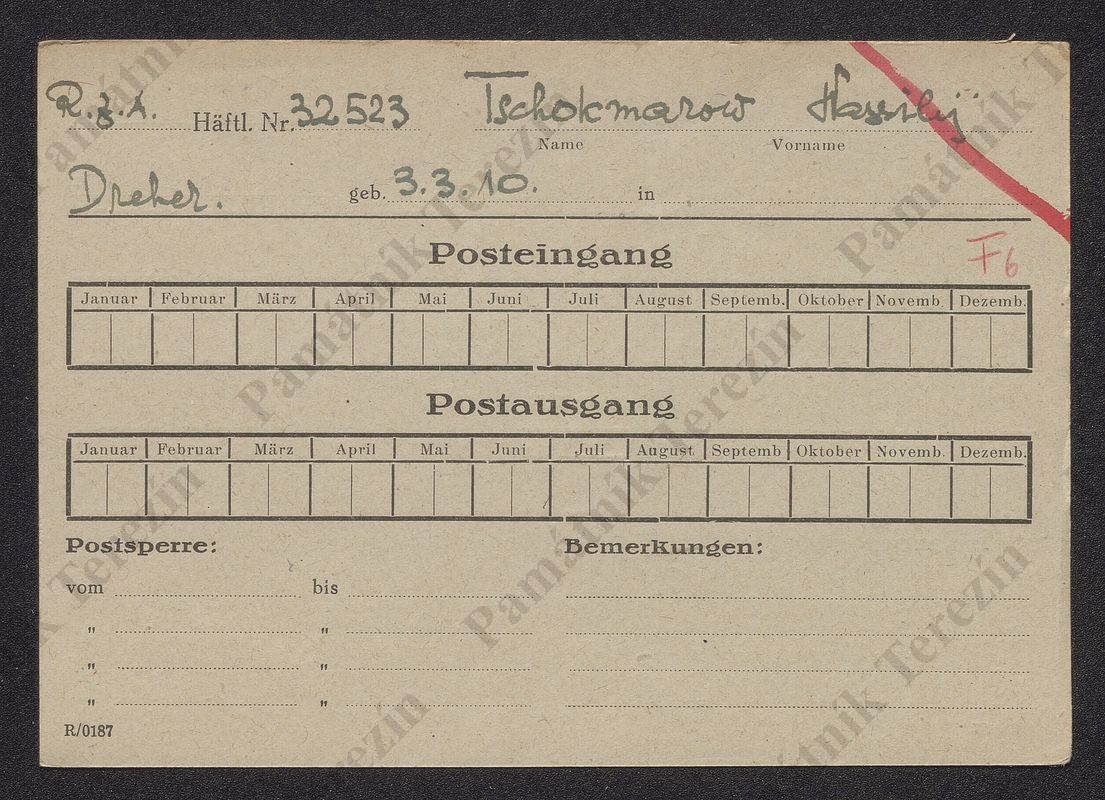 R.z.A. Häftl. Nr. 32523 Tschokmarow Wassilij
Name Vorname
Dreher. geb. 3.3.10. in
Posteingang
F6
Januar Februar März April Mai Juni Juli August Septemb. Oktober Novemb. Dezemb.
Postausgang
Januar Februar März April Mai Juni Juli August Septemb Oktober Novemb. Dezemb.
Postsperre: Bemerkungen:
vom bis
" "
" "
" "
R/0187
Památník Terezín